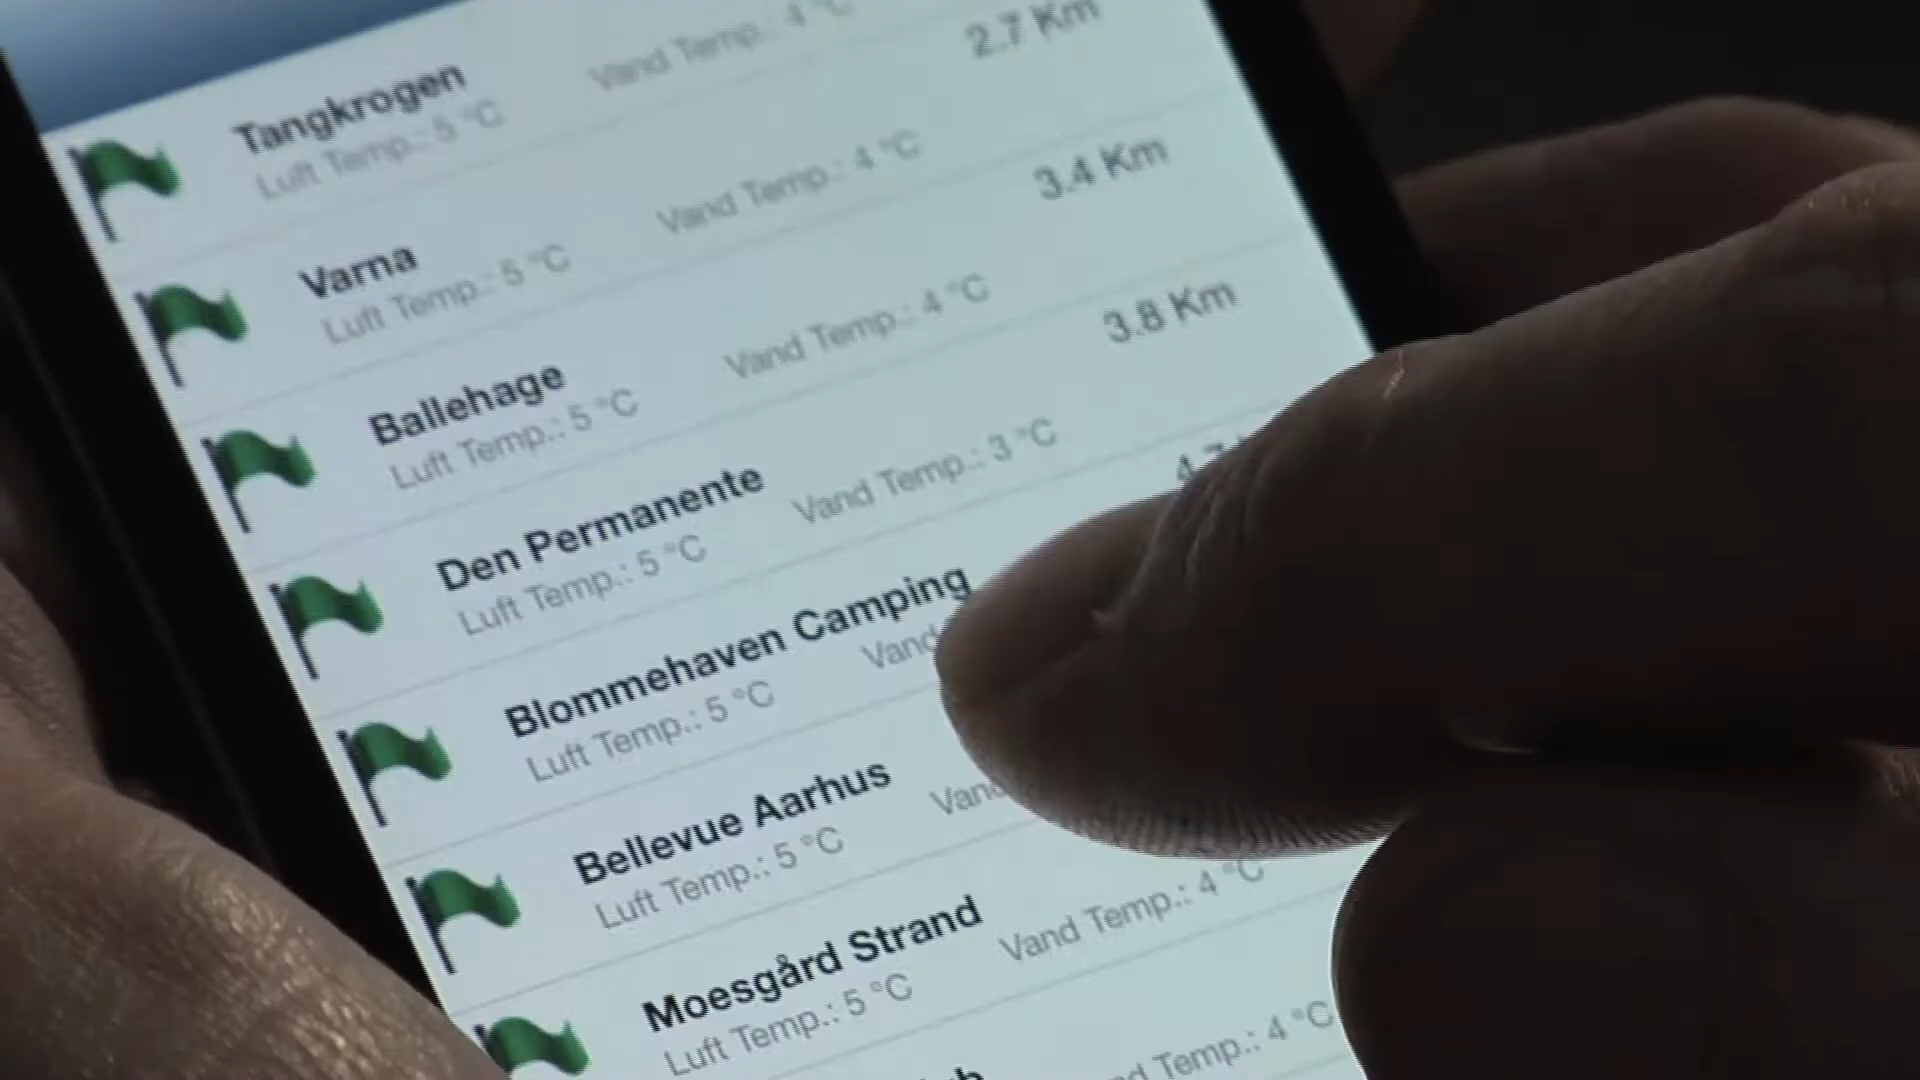 Tangkrogen
Luft Temp.: 5 °C Vand Temp.: 4 °C
Varna 2.7 Km
Luft Temp.: 5 °C Vand Temp.: 4 °C
Ballehage 3.4 Km
Luft Temp.: 5 °C Vand Temp.: 4 °C
Den Permanente 3.8 Km
Luft Temp.: 5 °C Vand Temp.: 3 °C
Blommehaven Camping
Luft Temp.: 5 °C Vand
Bellevue Aarhus
Luft Temp.: 5 °C Vand
Moesgård Strand
Luft Temp.: 5 °C Vand Temp.: 4 °C
Temp.: 4 °C